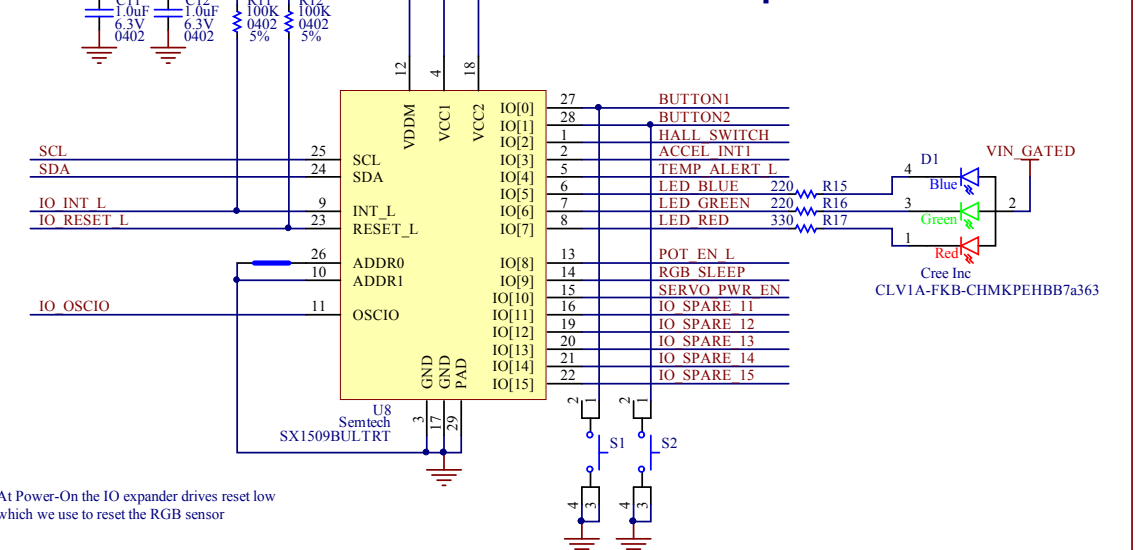 C11 C12 R11 R12
1.0uF 1.0uF 100K 100K
6.3V 6.3V 0402 0402
0402 0402 5% 5%
12 4 18
VDDM VCC1 VCC2
SCL 25 SCL
SDA 24 SDA
IO_INT_L 9 INT_L
IO_RESET_L 23 RESET_L
26 ADDR0
10 ADDR1
IO_OSCIO 11 OSCIO
IO[0] 27 BUTTON1
IO[1] 28 BUTTON2
IO[2] 1 HALL_SWITCH
IO[3] 2 ACCEL_INT1
IO[4] 5 TEMP_ALERT_L
IO[5] 6 LED_BLUE 220 R15
IO[6] 7 LED_GREEN 220 R16
IO[7] 8 LED_RED 330 R17
IO[8] 13 POT_EN_L
IO[9] 14 RGB_SLEEP
IO[10] 15 SERVO_PWR_EN
IO[11] 16 IO_SPARE_11
IO[12] 19 IO_SPARE_12
IO[13] 20 IO_SPARE_13
IO[14] 21 IO_SPARE_14
IO[15] 22 IO_SPARE_15
D1 VIN_GATED
4 Blue
3 Green 2
1 Red
Cree Inc
CLV1A-FKB-CHMKPEHBB7a363
GND GND PAD
3 17 29
U8
Semtech
SX1509BULTRT
2 1 2 1
S1 S2
4 3 4 3
At Power-On the IO expander drives reset low
which we use to reset the RGB sensor